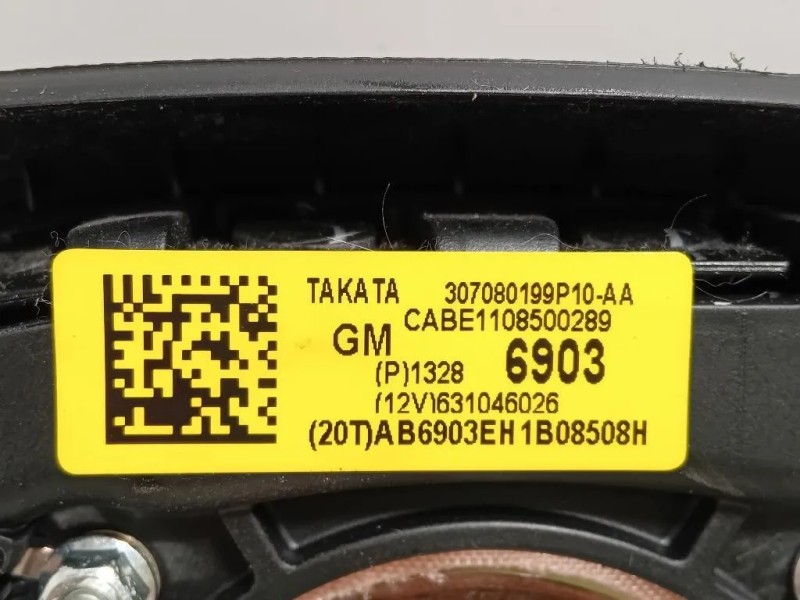 TAKATA 307080199P10-AA
CABE1108500289
GM 6903
(P)1328
(12V)631046026
(20T)AB6903EH1B08508H